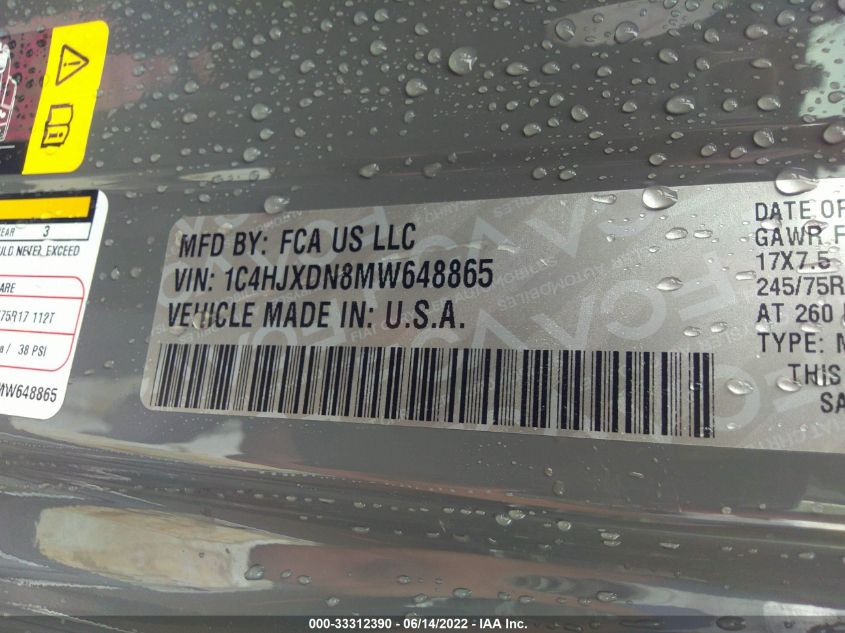 EAR 3
ULD NEVER EXCEED
ARE
75R17 112T
a / 38 PSI
MW648865
MFD BY: FCA US LLC
VIN: 1C4HJXDN8MW648865
VEHICLE MADE IN: U.S.A.
DATE OF
GAWR F
17X7.5
245/75R
AT 260
TYPE: M
THIS
SA
000-33312390 - 06/14/2022 - IAA Inc.